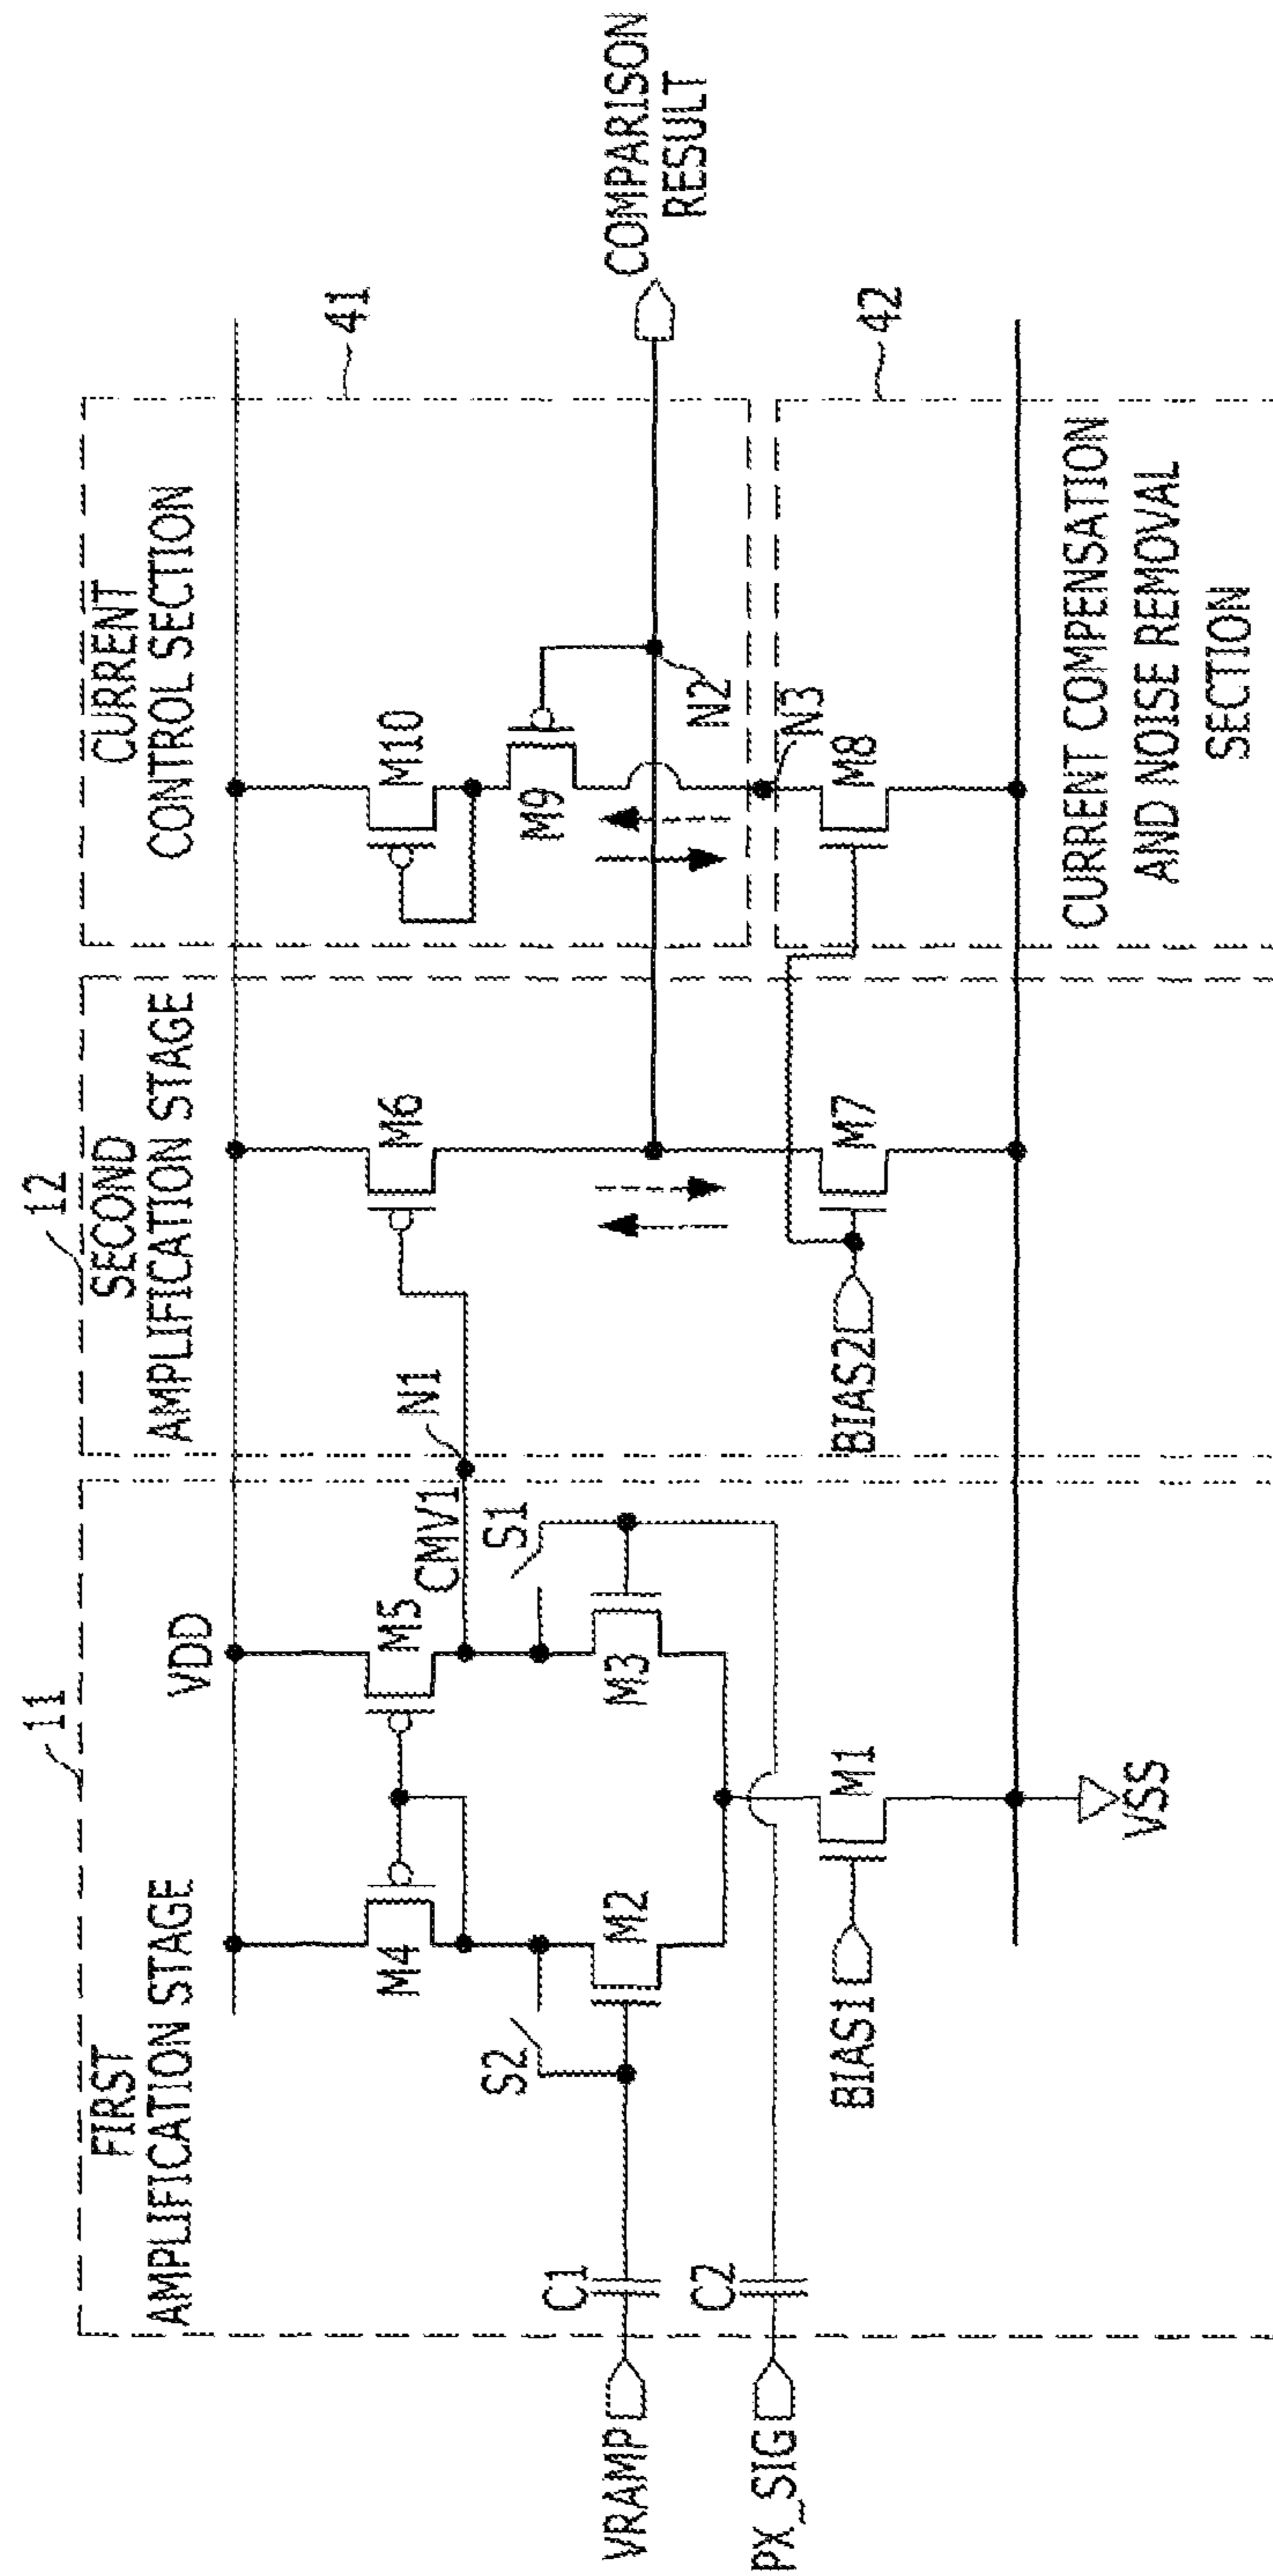 11
FIRST
AMPLIFICATION STAGE
12
SECOND
AMPLIFICATION STAGE
CURRENT
CONTROL SECTION
41
VDD
M4
M5
M6
M10
CMV1
N1
S2
S1
M9
C1
M2
M3
N2
COMPARISON
RESULT
VRAMP
C2
PX_SIG
N3
M1
M7
M8
42
BIAS1
BIAS2
VSS
CURRENT COMPENSATION
AND NOISE REMOVAL
SECTION